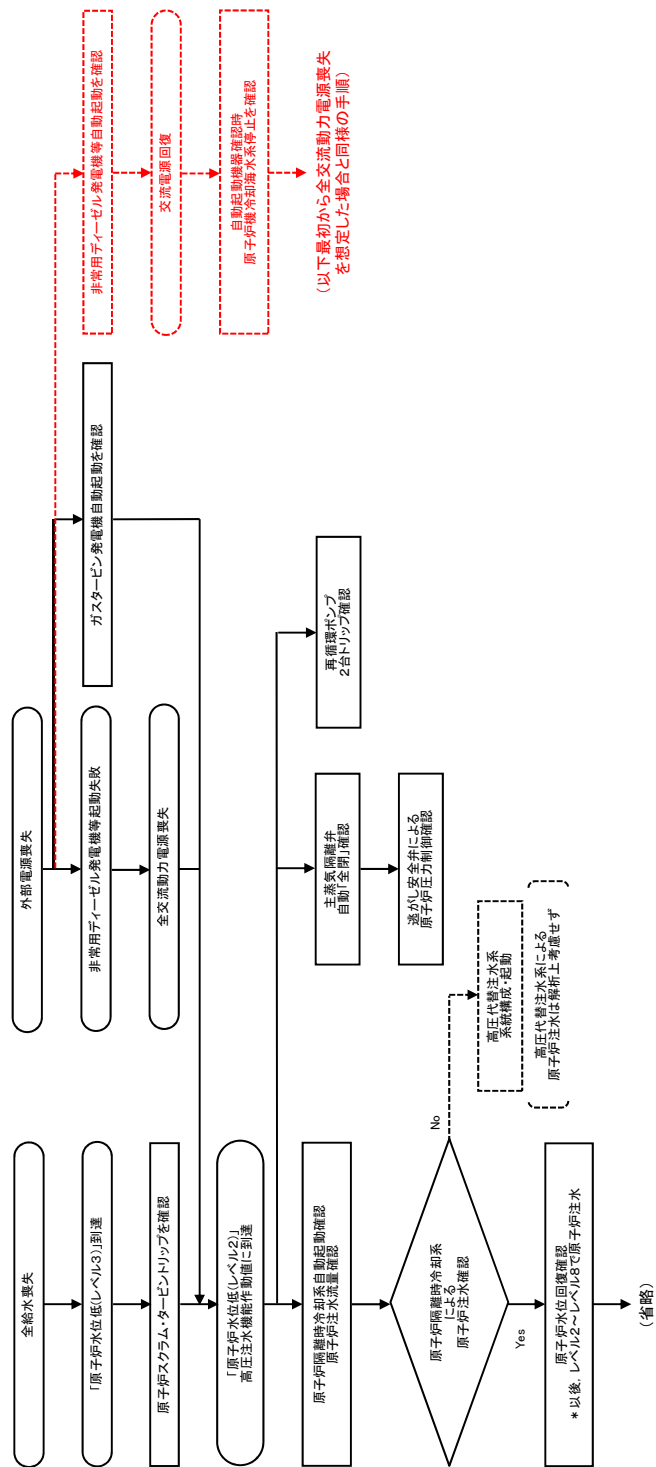 全給水喪失
「原子炉水位低(レベル3)」到達
原子炉スクラム・タービントリップを確認
「原子炉水位低(レベル2)」
高圧注水機能作動値に到達
原子炉隔離時冷却系自動起動確認
原子炉注水流量確認
原子炉隔離時冷却系
による
原子炉注水確認
Yes
No
原子炉水位回復確認
*以後,レベル2~レベル8で原子炉注水
(省略)
高圧代替注水系
系統構成・起動
高圧代替注水系による
原子炉注水は解析上考慮せず
外部電源喪失
非常用ディーゼル発電機等起動失敗
全交流動力電源喪失
主蒸気隔離弁
自動「全閉」確認
逃がし安全弁による
原子炉圧力制御確認
再循環ポンプ
2台トリップ確認
ガスタービン発電機自動起動を確認
非常用ディーゼル発電機等自動起動を確認
交流電源回復
自動起動機器確認時
原子炉機冷却海水系停止を確認
(以下最初から全交流動力電源喪失
を想定した場合と同様の手順)